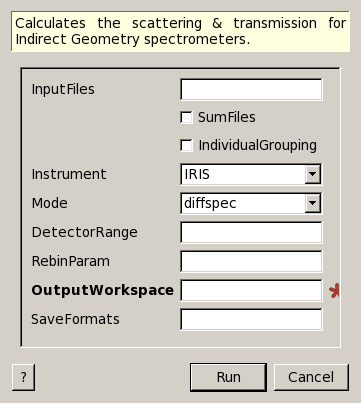 Calculates the scattering & transmission for
Indirect Geometry spectrometers.
InputFiles
SumFiles
IndividualGrouping
Instrument IRIS
Mode diffspec
DetectorRange
RebinParam
OutputWorkspace *
SaveFormats
? Run Cancel